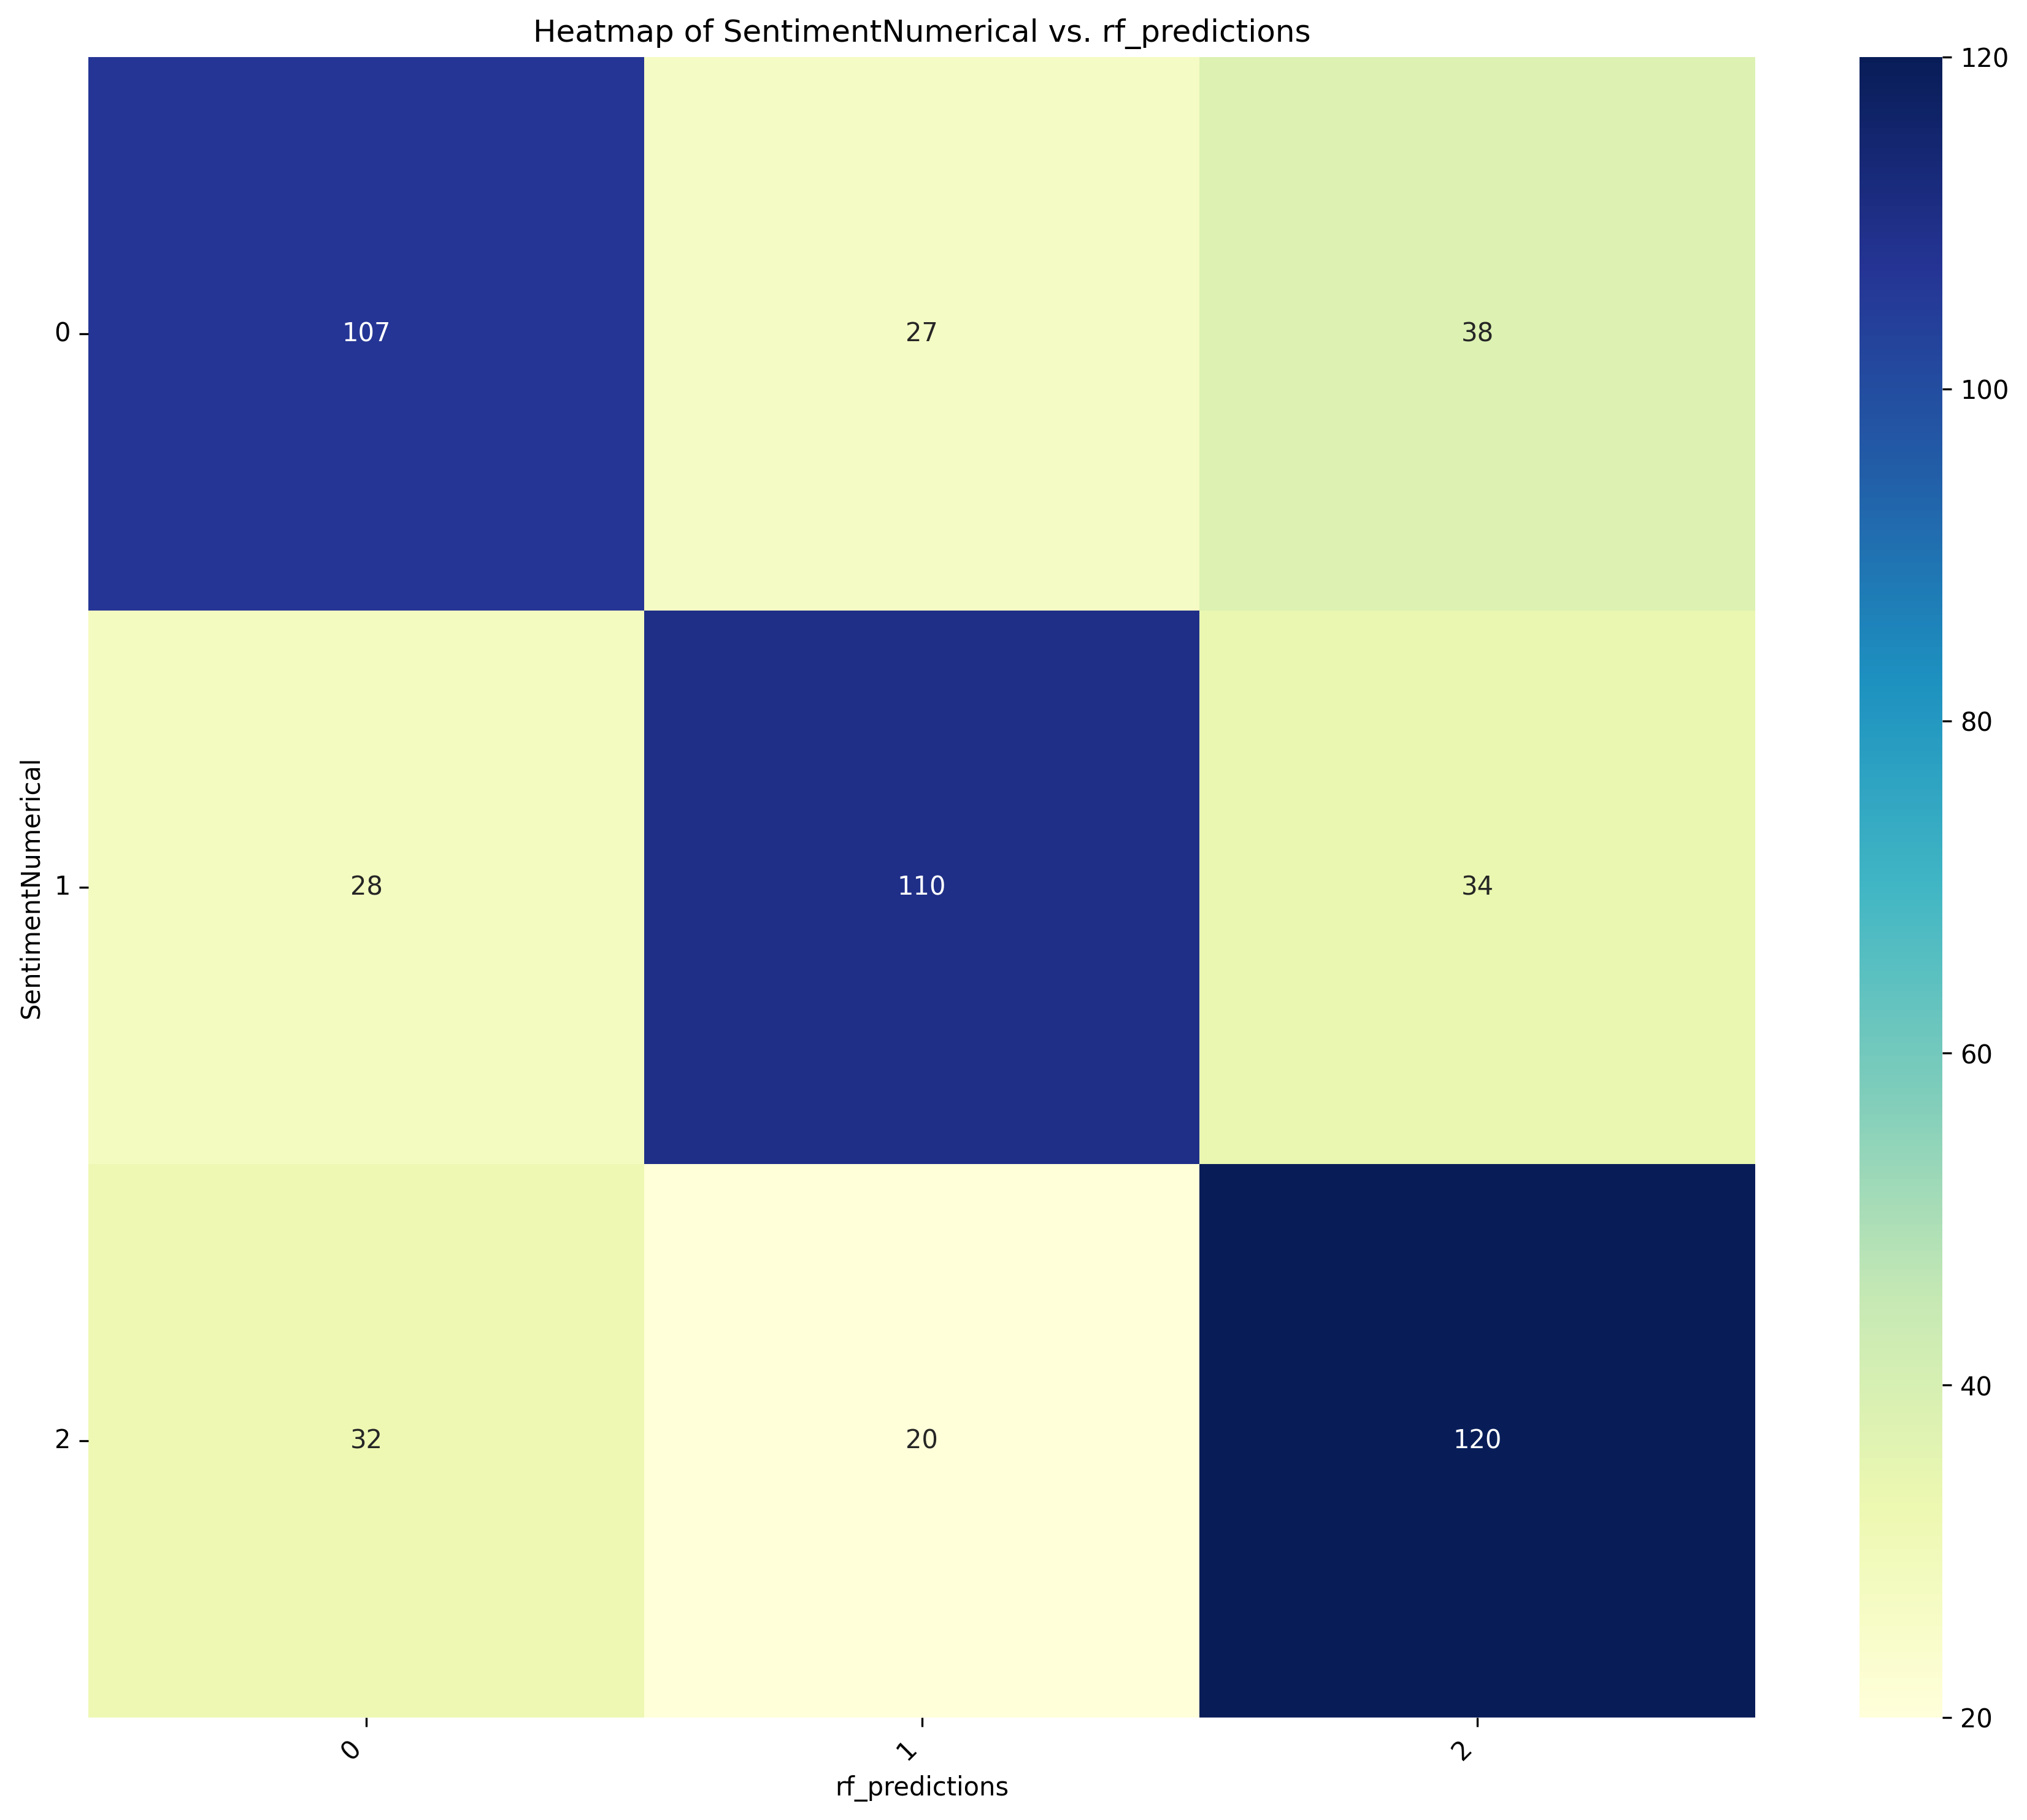 Heatmap of SentimentNumerical vs. rf_predictions
120
100
80
60
40
20
SentimentNumerical
0
107 27 38
1
28 110 34
2
32 20 120
0 1 2
rf_predictions